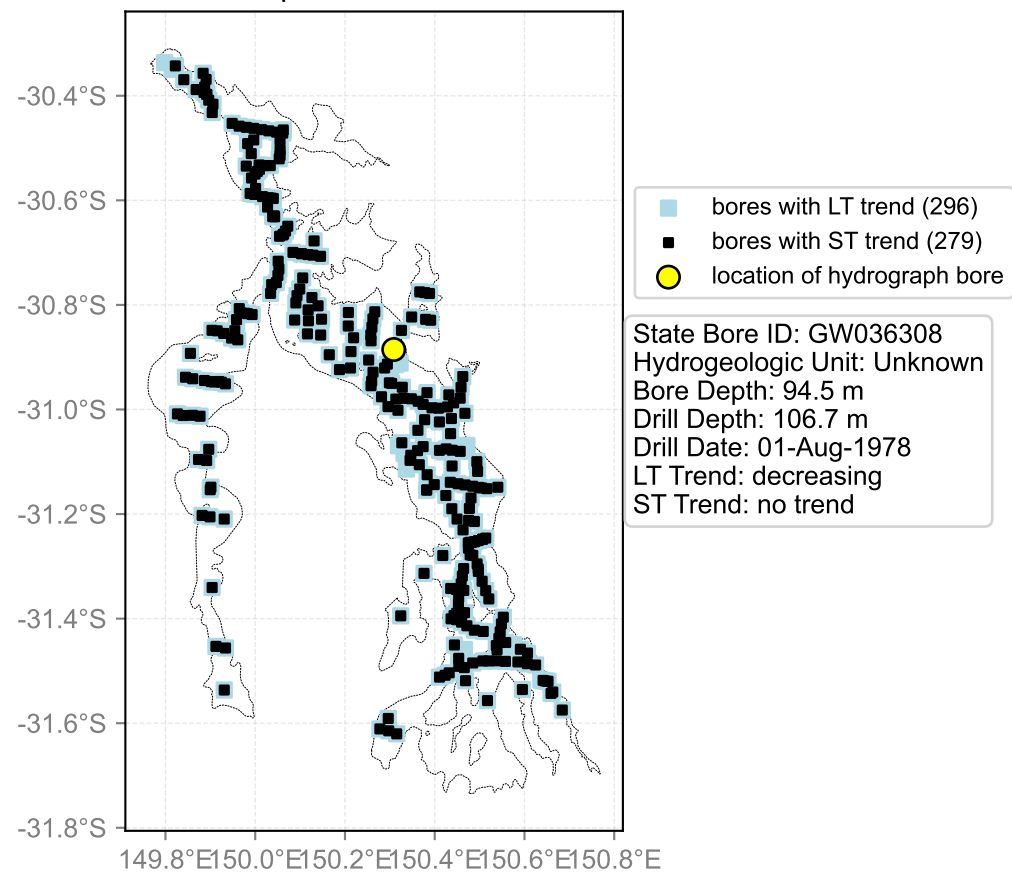 -30.4°S
-30.6°S
-30.8°S
-31.0°S
-31.2°S
-31.4°S
-31.6°S
-31.8°S
149.8°E150.0°E150.2°E150.4°E150.6°E150.8°E
bores with LT trend (296)
bores with ST trend (279)
location of hydrograph bore
State Bore ID: GW036308
Hydrogeologic Unit: Unknown
Bore Depth: 94.5 m
Drill Depth: 106.7 m
Drill Date: 01-Aug-1978
LT Trend: decreasing
ST Trend: no trend